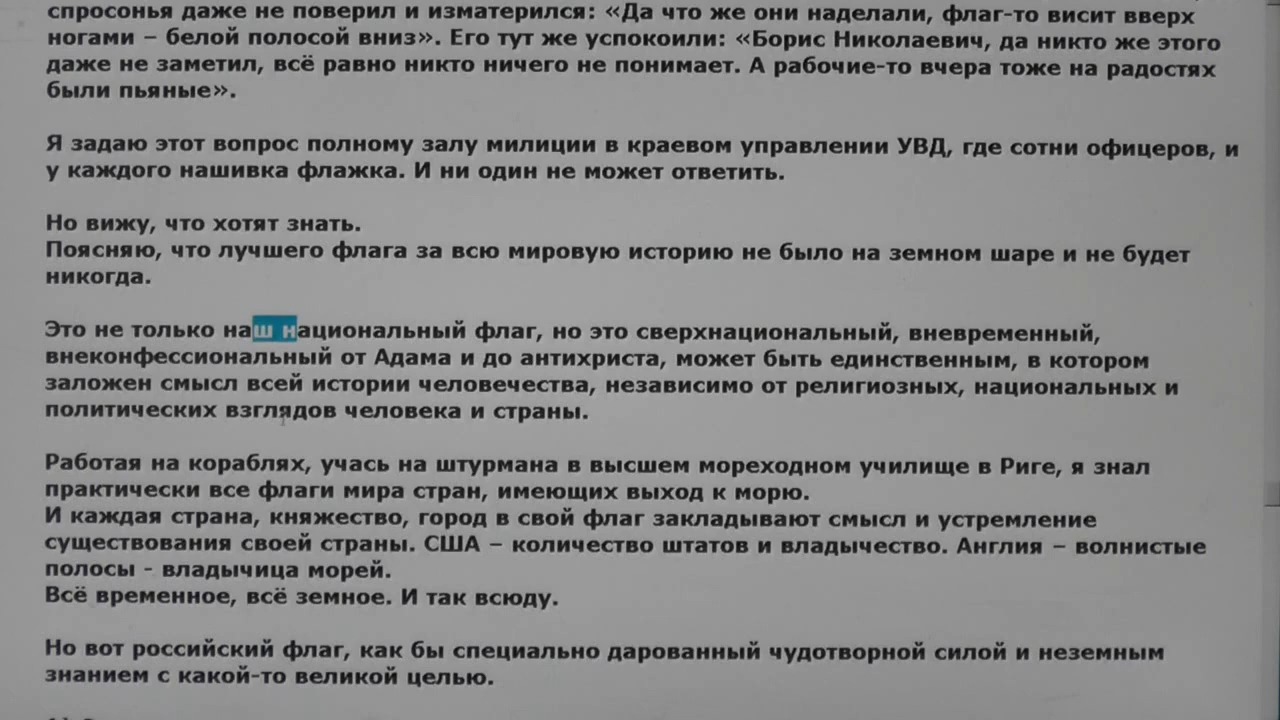 спросонья даже не поверил и изматерился: «Да что же они наделали, флаг-то висит вверх
ногами – белой полосой вниз». Его тут же успокоили: «Борис Николаевич, да никто же этого
даже не заметил, всё равно никто ничего не понимает. А рабочие-то вчера тоже на радостях
были пьяные».
Я задаю этот вопрос полному залу милиции в краевом управлении УВД, где сотни офицеров, и
у каждого нашивка флажка. И ни один не может ответить.
Но вижу, что хотят знать.
Поясняю, что лучшего флага за всю мировую историю не было на земном шаре и не будет
никогда.
Это не только наш национальный флаг, но это сверхнациональный, вневременный,
внеконфессиональный от Адама и до антихриста, может быть единственным, в котором
заложен смысл всей истории человечества, независимо от религиозных, национальных и
политических взглядов человека и страны.
Работая на кораблях, учась на штурмана в высшем мореходном училище в Риге, я знал
практически все флаги мира стран, имеющих выход к морю.
И каждая страна, княжество, город в свой флаг закладывают смысл и устремление
существования своей страны. США – количество штатов и владычество. Англия – волнистые
полосы - владычица морей.
Всё временное, всё земное. И так всюду.
Но вот российский флаг, как бы специально дарованный чудотворной силой и неземным
знанием с какой-то великой целью.